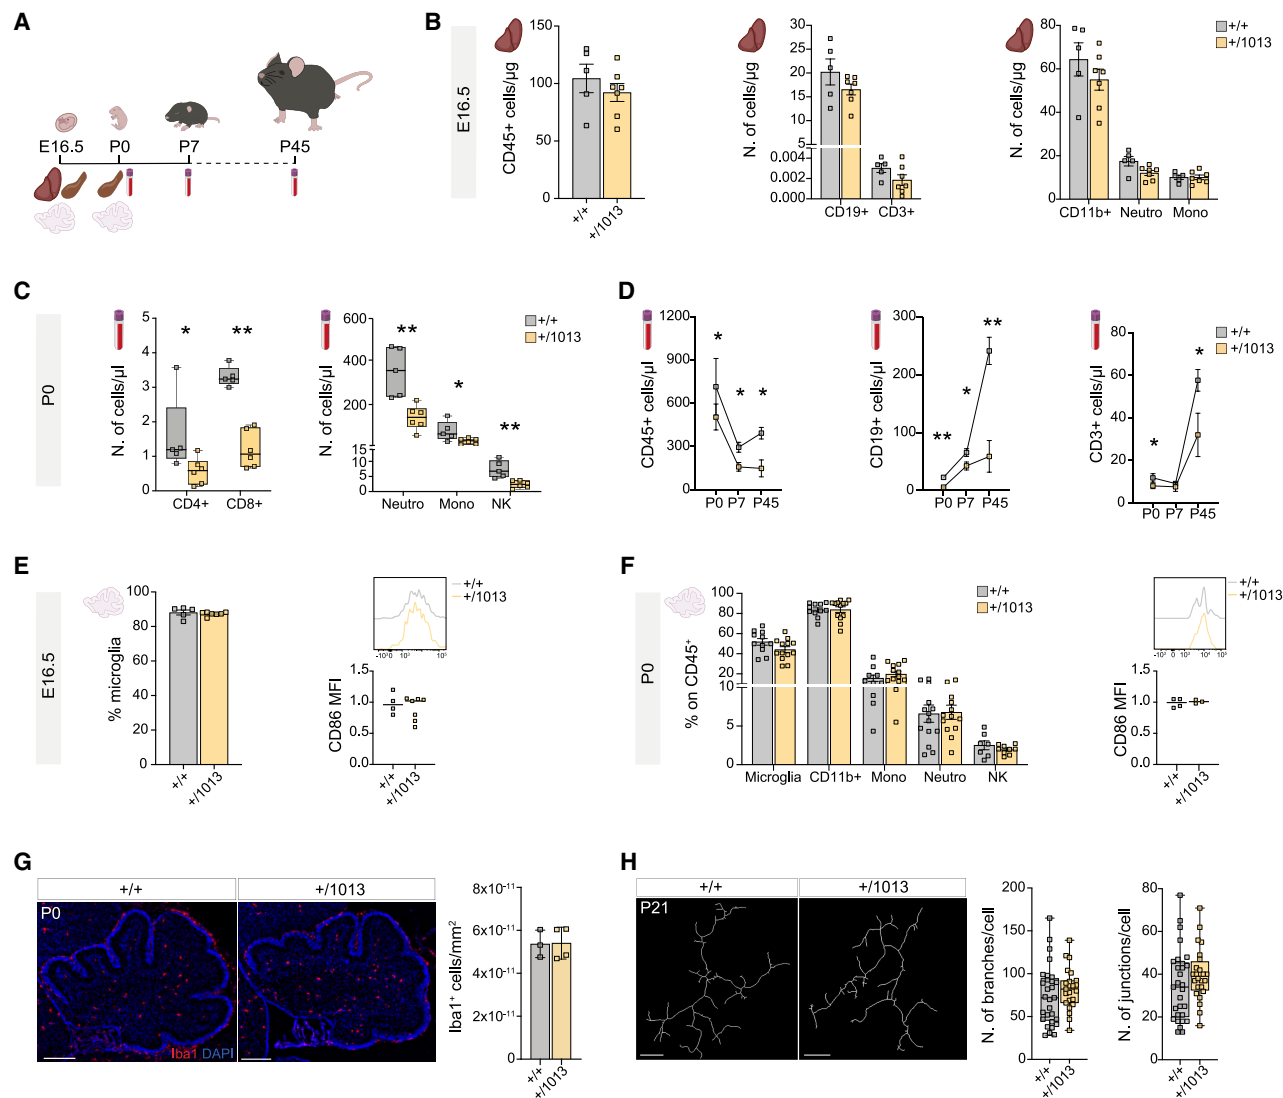 A
E16.5 P0 P7 P45
B
E16.5
CD45+ cells/µg
150
100
50
0
+/+
+/1013
N. of cells/µg
30
25
20
15
10
5
0.004
0.002
0.000
CD19+ CD3+
N. of cells/µg
80
60
40
20
0
CD11b+ Neutro Mono
+/+
+/1013
C
P0
N. of cells/µl
5
4
3
2
1
0
* **
CD4+ CD8+
N. of cells/µl
600
400
200
15
10
5
0
** * **
Neutro Mono NK
+/+
+/1013
D
CD45+ cells/µl
1200
900
600
300
0
* * *
P0 P7 P45
CD19+ cells/µl
300
200
100
0
** * **
P0 P7 P45
CD3+ cells/µl
80
60
40
20
0
* *
P0 P7 P45
+/+
+/1013
E
E16.5
% microglia
100
80
60
40
20
0
+/+
+/1013
+/+
+/1013
CD86 MFI
1.5
1.0
0.5
0.0
+/+
+/1013
F
P0
% on CD45⁺
100
80
60
40
20
10
5
0
Microglia CD11b+ Mono Neutro NK
+/+
+/1013
+/+
+/1013
CD86 MFI
1.5
1.0
0.5
0.0
+/+
+/1013
G
+/+ +/1013
P0
Iba1 DAPI
Iba1⁺ cells/mm²
8x10⁻¹¹
6x10⁻¹¹
4x10⁻¹¹
2x10⁻¹¹
0
+/+
+/1013
H
+/+ +/1013
P21
N. of branches/cell
200
150
100
50
0
+/+
+/1013
N. of junctions/cell
80
60
40
20
0
+/+
+/1013